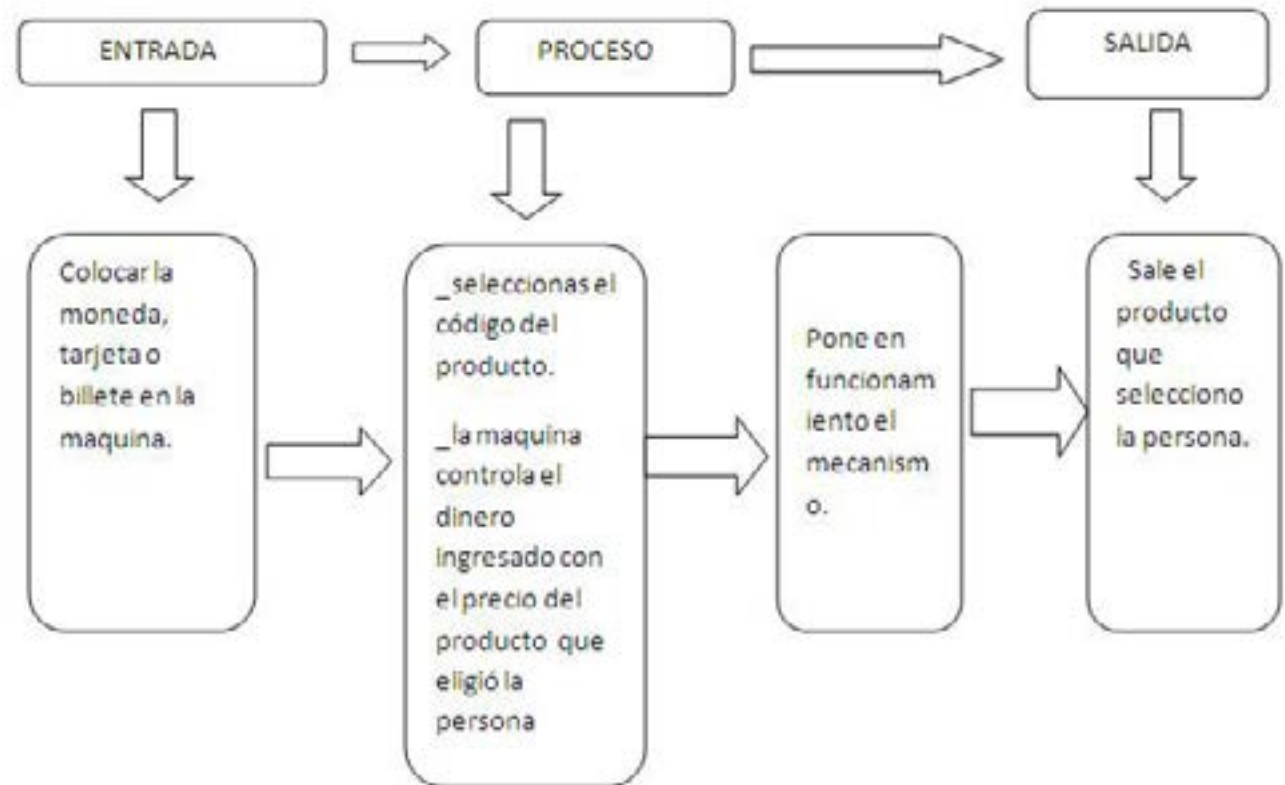 ENTRADA
PROCESO
SALIDA
Colocar la
moneda,
tarjeta o
billete en la
maquina.
_seleccionas el
código del
producto.
_la maquina
controla el
dinero
ingresado con
el precio del
producto que
eligió la
persona
Pone en
funcionam
iento el
mecanism
o.
Sale el
producto
que
selecciono
la persona.